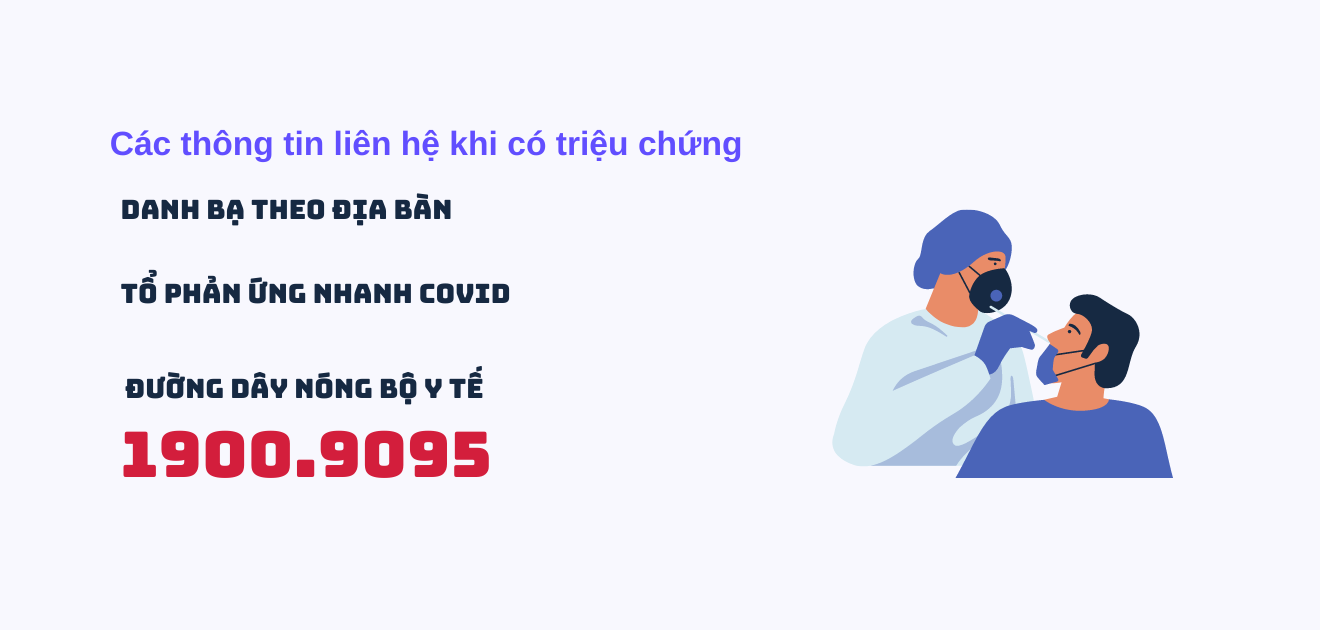 Các thông tin liên hệ khi có triệu chứng
DANH BẠ THEO ĐỊA BÀN
TỔ PHẢN ỨNG NHANH COVID
ĐƯỜNG DÂY NÓNG BỘ Y TẾ
1900.9095